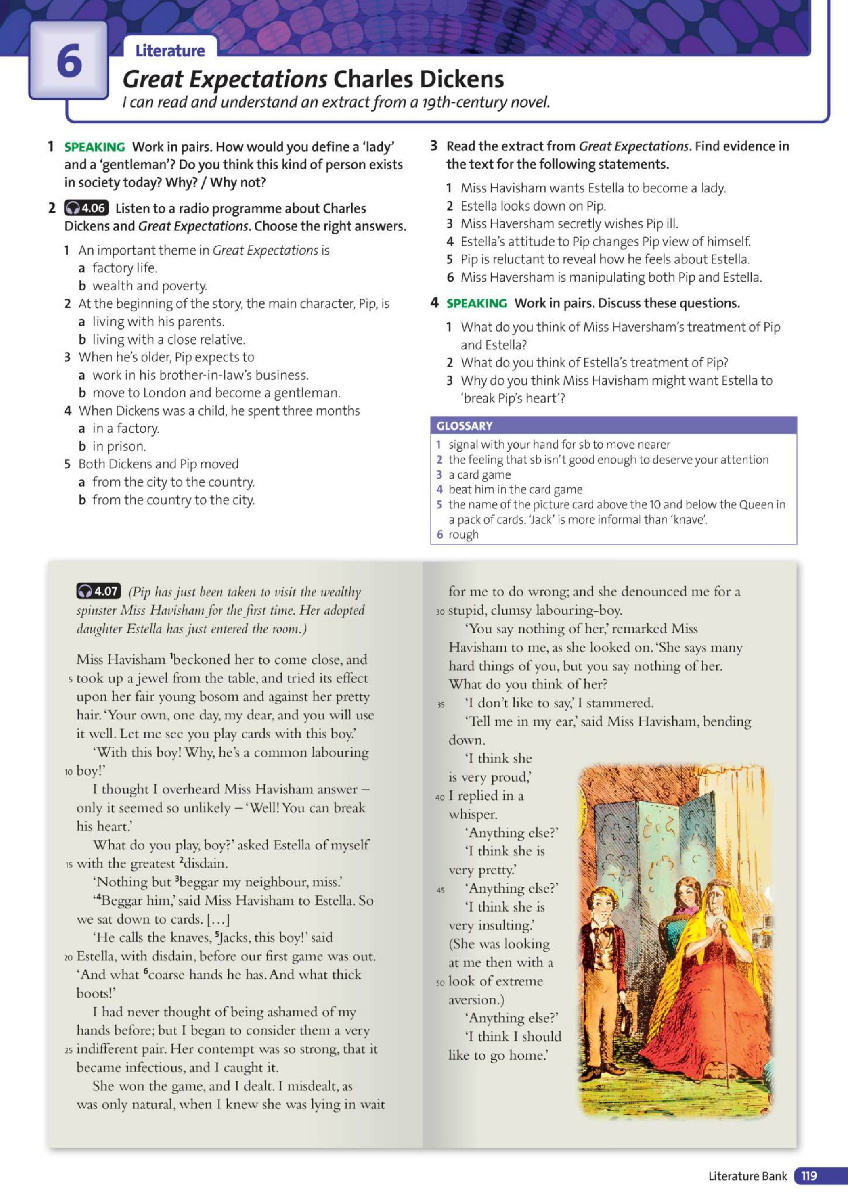 6
Literature
Great Expectations Charles Dickens
I can read and understand an extract from a 19th-century novel.
1 SPEAKING Work in pairs. How would you define a ‘lady’
and a ‘gentleman’? Do you think this kind of person exists
in society today? Why? / Why not?
2 4.06 Listen to a radio programme about Charles
Dickens and Great Expectations. Choose the right answers.
1 An important theme in Great Expectations is
a factory life.
b wealth and poverty.
2 At the beginning of the story, the main character, Pip, is
a living with his parents.
b living with a close relative.
3 When he’s older, Pip expects to
a work in his brother-in-law’s business.
b move to London and become a gentleman.
4 When Dickens was a child, he spent three months
a in a factory.
b in prison.
5 Both Dickens and Pip moved
a from the city to the country.
b from the country to the city.
3 Read the extract from Great Expectations. Find evidence in
the text for the following statements.
1 Miss Havisham wants Estella to become a lady.
2 Estella looks down on Pip.
3 Miss Haversham secretly wishes Pip ill.
4 Estella’s attitude to Pip changes Pip view of himself.
5 Pip is reluctant to reveal how he feels about Estella.
6 Miss Haversham is manipulating both Pip and Estella.
4 SPEAKING Work in pairs. Discuss these questions.
1 What do you think of Miss Haversham’s treatment of Pip
and Estella?
2 What do you think of Estella’s treatment of Pip?
3 Why do you think Miss Havisham might want Estella to
‘break Pip’s heart’?
GLOSSARY
1 signal with your hand for sb to move nearer
2 the feeling that sb isn’t good enough to deserve your attention
3 a card game
4 beat him in the card game
5 the name of the picture card above the 10 and below the Queen in
a pack of cards. ‘Jack’ is more informal than ‘knave’.
6 rough
4.07 (Pip has just been taken to visit the wealthy
spinster Miss Havisham for the first time. Her adopted
daughter Estella has just entered the room.)
Miss Havisham ¹beckoned her to come close, and
5 took up a jewel from the table, and tried its effect
upon her fair young bosom and against her pretty
hair. ‘Your own, one day, my dear, and you will use
it well. Let me see you play cards with this boy.’
‘With this boy! Why, he’s a common labouring
10 boy!’
I thought I overheard Miss Havisham answer –
only it seemed so unlikely – ‘Well! You can break
his heart.’
What do you play, boy?’ asked Estella of myself
15 with the greatest ²disdain.
‘Nothing but ³beggar my neighbour, miss.’
‘⁴Beggar him,’ said Miss Havisham to Estella. So
we sat down to cards. […]
‘He calls the knaves, ⁵Jacks, this boy!’ said
20 Estella, with disdain, before our first game was out.
‘And what ⁶coarse hands he has. And what thick
boots!’
I had never thought of being ashamed of my
hands before; but I began to consider them a very
25 indifferent pair. Her contempt was so strong, that it
became infectious, and I caught it.
She won the game, and I dealt. I misdealt, as
was only natural, when I knew she was lying in wait
for me to do wrong; and she denounced me for a
30 stupid, clumsy labouring-boy.
‘You say nothing of her,’ remarked Miss
Havisham to me, as she looked on. ‘She says many
hard things of you, but you say nothing of her.
What do you think of her?
35 ‘I don’t like to say,’ I stammered.
‘Tell me in my ear,’ said Miss Havisham, bending
down.
‘I think she
is very proud,’
40 I replied in a
whisper.
‘Anything else?’
‘I think she is
very pretty.’
45 ‘Anything else?’
‘I think she is
very insulting.’
(She was looking
at me then with a
50 look of extreme
aversion.)
‘Anything else?’
‘I think I should
like to go home.’
Literature Bank 119